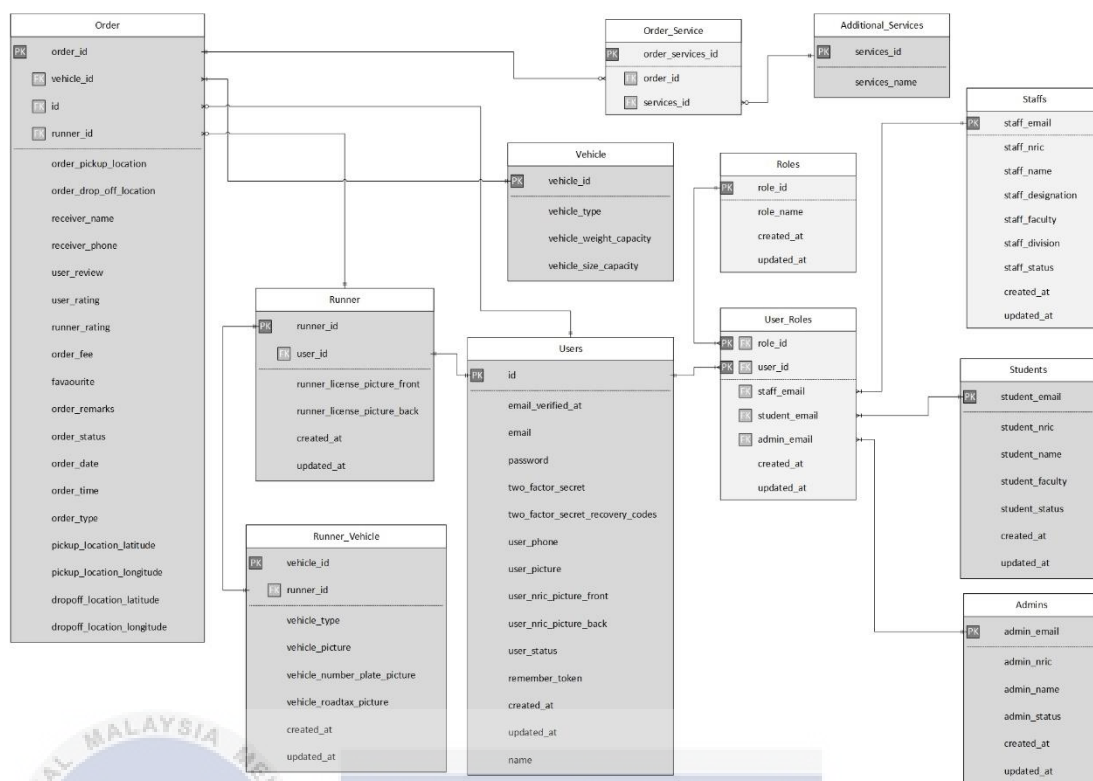 Order
PK order_id
FK vehicle_id
FK id
FK runner_id
order_pickup_location
order_drop_off_location
receiver_name
receiver_phone
user_review
user_rating
runner_rating
order_fee
favaourite
order_remarks
order_status
order_date
order_time
order_type
pickup_location_latitude
pickup_location_longitude
dropoff_location_latitude
dropoff_location_longitude
Order_Service
PK order_services_id
FK order_id
FK services_id
Additional_Services
PK services_id
services_name
Vehicle
PK vehicle_id
vehicle_type
vehicle_weight_capacity
vehicle_size_capacity
Roles
PK role_id
role_name
created_at
updated_at
Staffs
PK staff_email
staff_nric
staff_name
staff_designation
staff_faculty
staff_division
staff_status
created_at
updated_at
Runner
PK runner_id
FK user_id
runner_license_picture_front
runner_license_picture_back
created_at
updated_at
Users
PK id
email_verified_at
email
password
two_factor_secret
two_factor_secret_recovery_codes
user_phone
user_picture
user_nric_picture_front
user_nric_picture_back
user_status
remember_token
created_at
updated_at
name
User_Roles
PK FK role_id
PK FK user_id
FK staff_email
FK student_email
FK admin_email
created_at
updated_at
Students
PK student_email
student_nric
student_name
student_faculty
student_status
created_at
updated_at
Runner_Vehicle
PK vehicle_id
FK runner_id
vehicle_type
vehicle_picture
vehicle_number_plate_picture
vehicle_roadtax_picture
created_at
updated_at
Admins
PK admin_email
admin_nric
admin_name
admin_status
created_at
updated_at
MALAYSIA